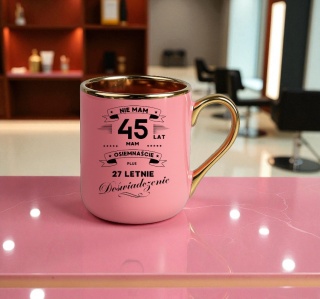 NIE MAM
45 LAT
MAM
OSIEMNAŚCIE
PLUS
27 LETNIE
Doświadczenie